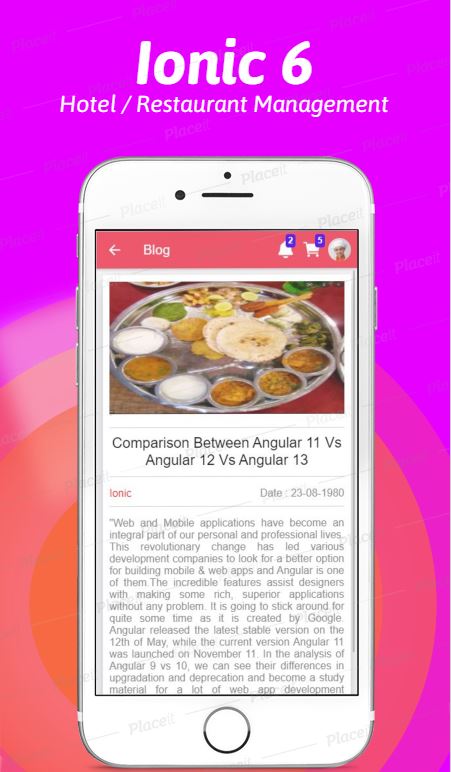 Ionic 6
Hotel / Restaurant Management
Blog
2
5
Comparison Between Angular 11 Vs
Angular 12 Vs Angular 13
Ionic
Date : 23-08-1980
"Web and Mobile applications have become an
integral part of our personal and professional lives.
This revolutionary change has led various
development companies to look for a better option
for building mobile & web apps and Angular is one
of them.The incredible features assist designers
with making some rich, superior applications
without any problem. It is going to stick around for
quite some time as it is created by Google.
Angular released the latest stable version on the
12th of May, while the current version Angular 11
was launched on November 11. In the analysis of
Angular 9 vs 10, we can see their differences in
upgradation and deprecation and become a study
material for a lot of web app development
Placeit